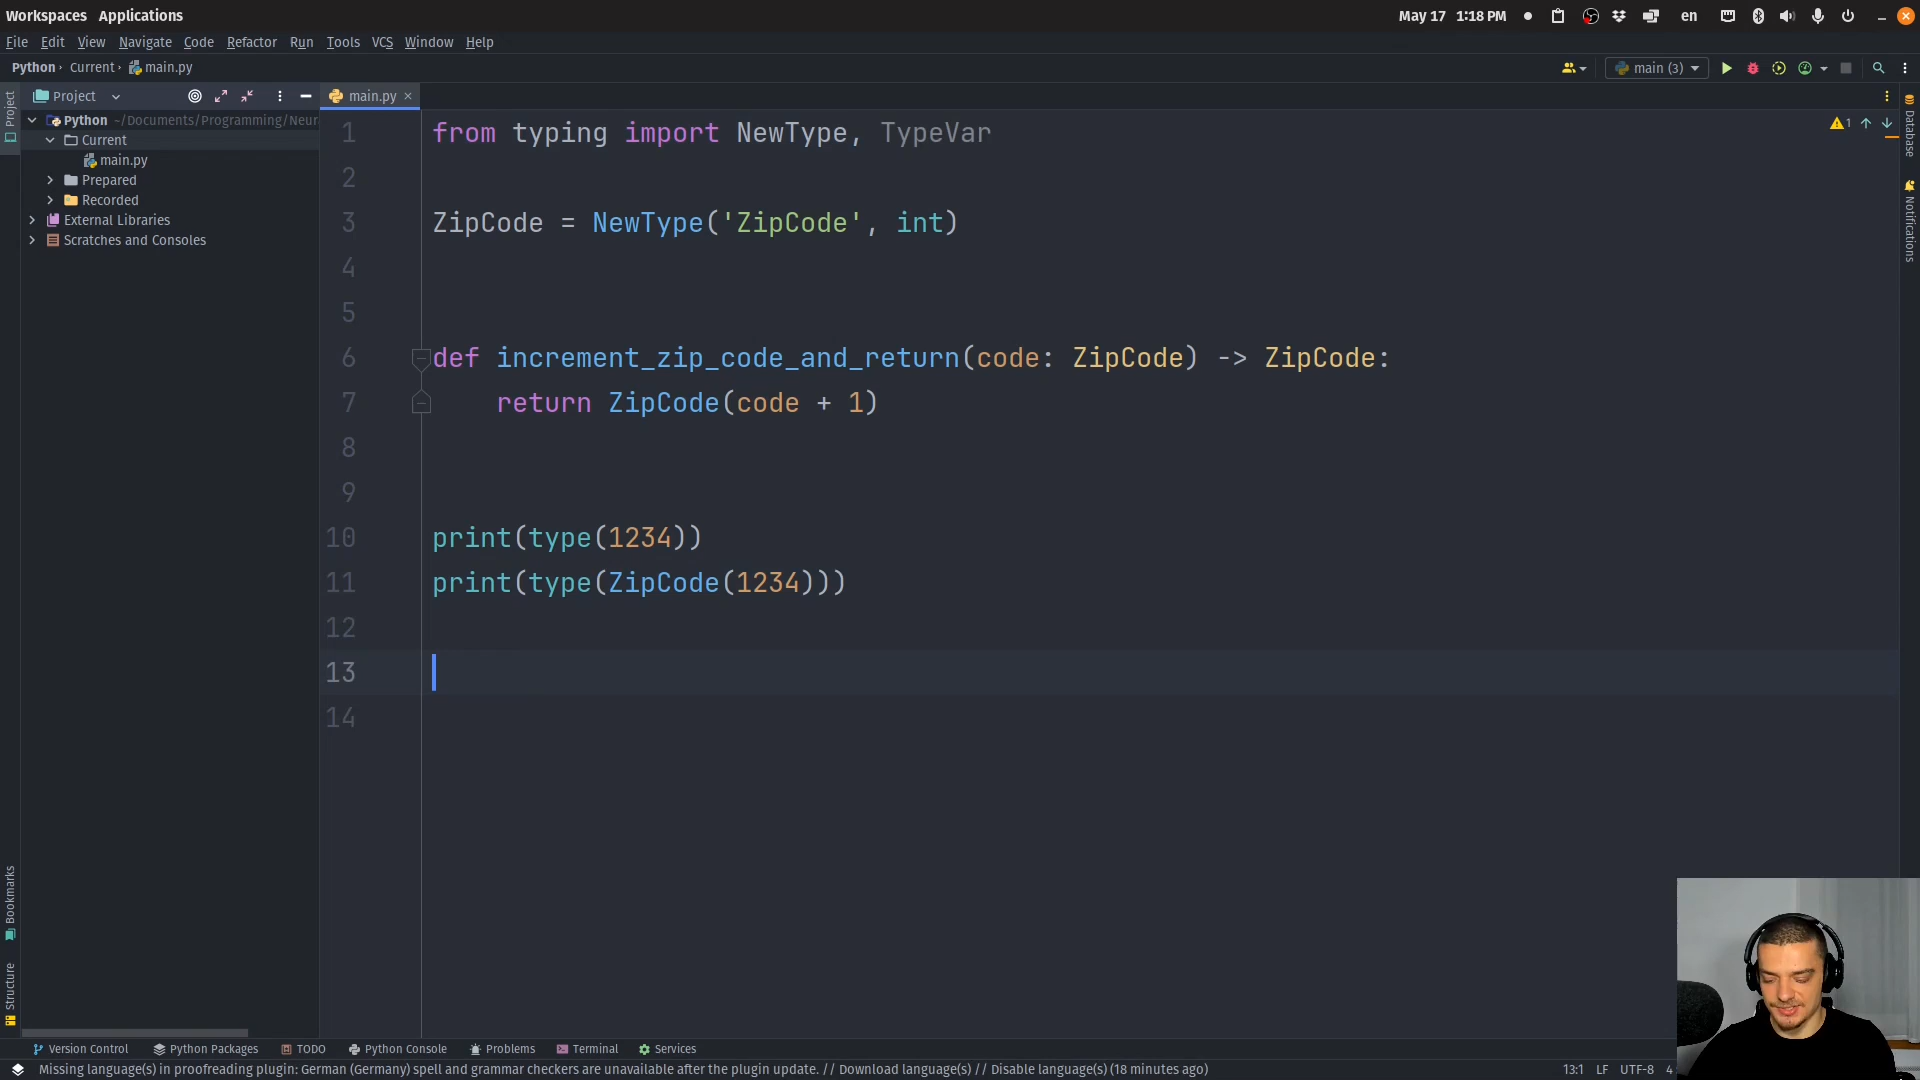 Workspaces Applications May 17 1:18 PM en
File Edit View Navigate Code Refactor Run Tools VCS Window Help
Python Current main.py main (3)
Project main.py
Python ~/Documents/Programming/Neur
Current
main.py
Prepared
Recorded
External Libraries
Scratches and Consoles
Project
Bookmarks
Structure
1 from typing import NewType, TypeVar
2
3 ZipCode = NewType('ZipCode', int)
4
5
6 def increment_zip_code_and_return(code: ZipCode) -> ZipCode:
7 return ZipCode(code + 1)
8
9
10 print(type(1234))
11 print(type(ZipCode(1234)))
12
13
14
1
Database
Notifications
Version Control Python Packages TODO Python Console Problems Terminal Services
Missing language(s) in proofreading plugin: German (Germany) spell and grammar checkers are unavailable after the plugin update. // Download language(s) // Disable language(s) (18 minutes ago) 13:1 LF UTF-8 4